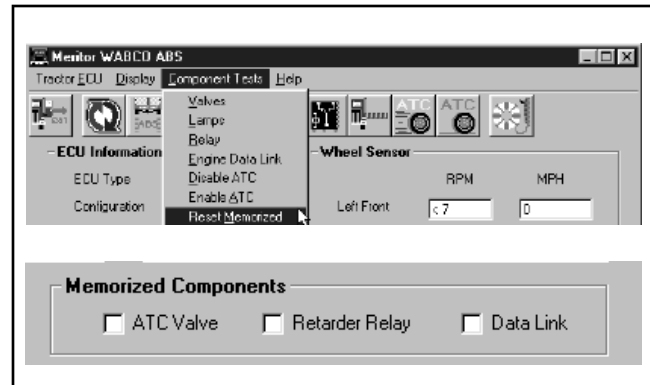 Meritor WABCO ABS
Tractor ECU Display Component Tests Help
Valves
Lamps
Relay
Engine Data Link
Disable ATC
Enable ATC
Reset Memorized
ATC ATC
ECU Information
ECU Type
Configuration
Wheel Sensor
RPM MPH
Left Front < 7 0
Memorized Components
ATC Valve Retarder Relay Data Link